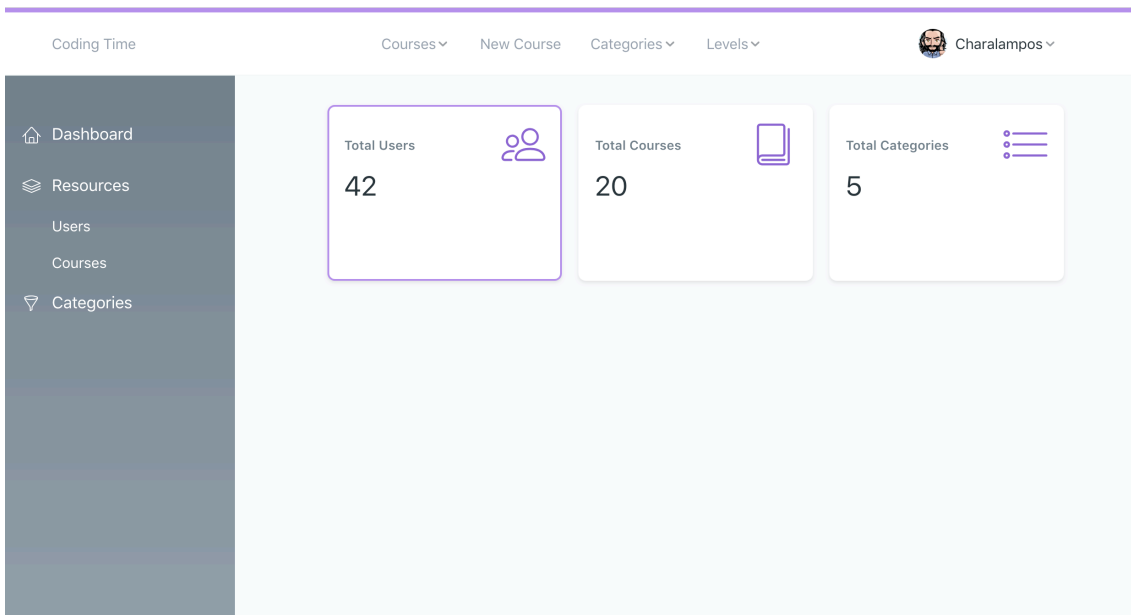 Coding Time
Courses
New Course
Categories
Levels
Charalampos
Dashboard
Resources
Users
Courses
Categories
Total Users
42
Total Courses
20
Total Categories
5